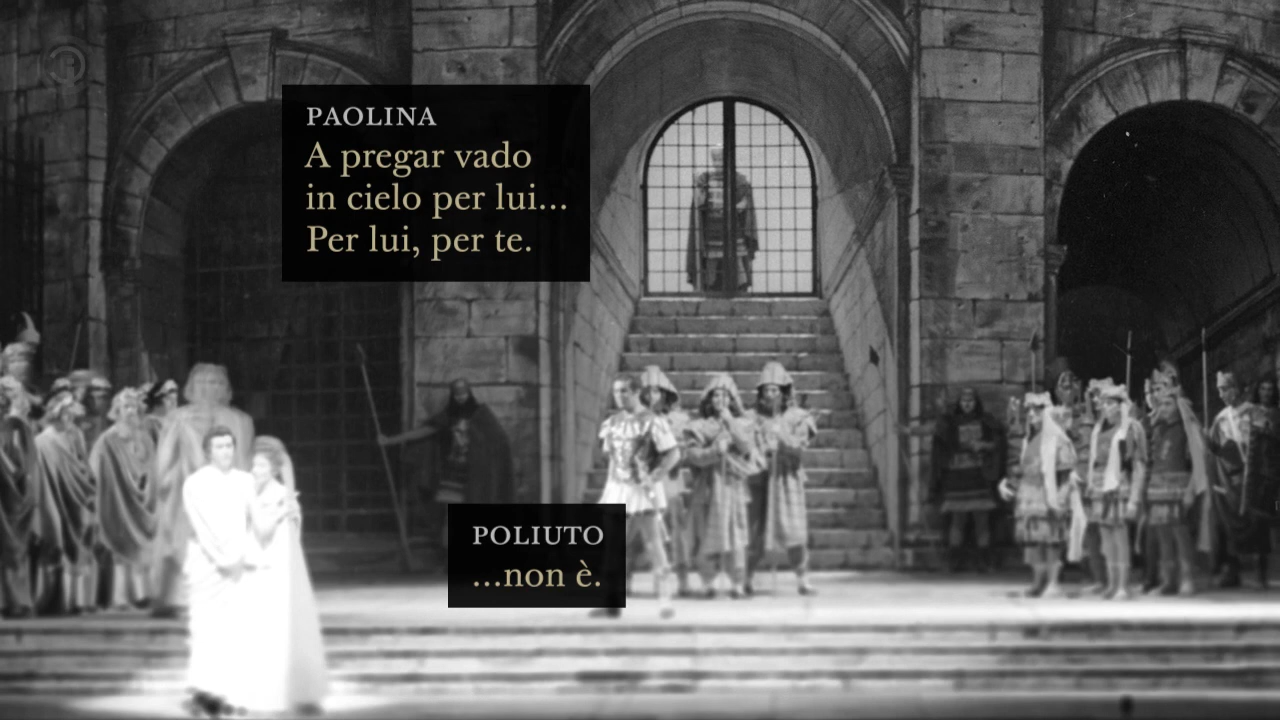 PAOLINA
A pregar vado
in cielo per lui...
Per lui, per te.
POLIUTO
...non è.